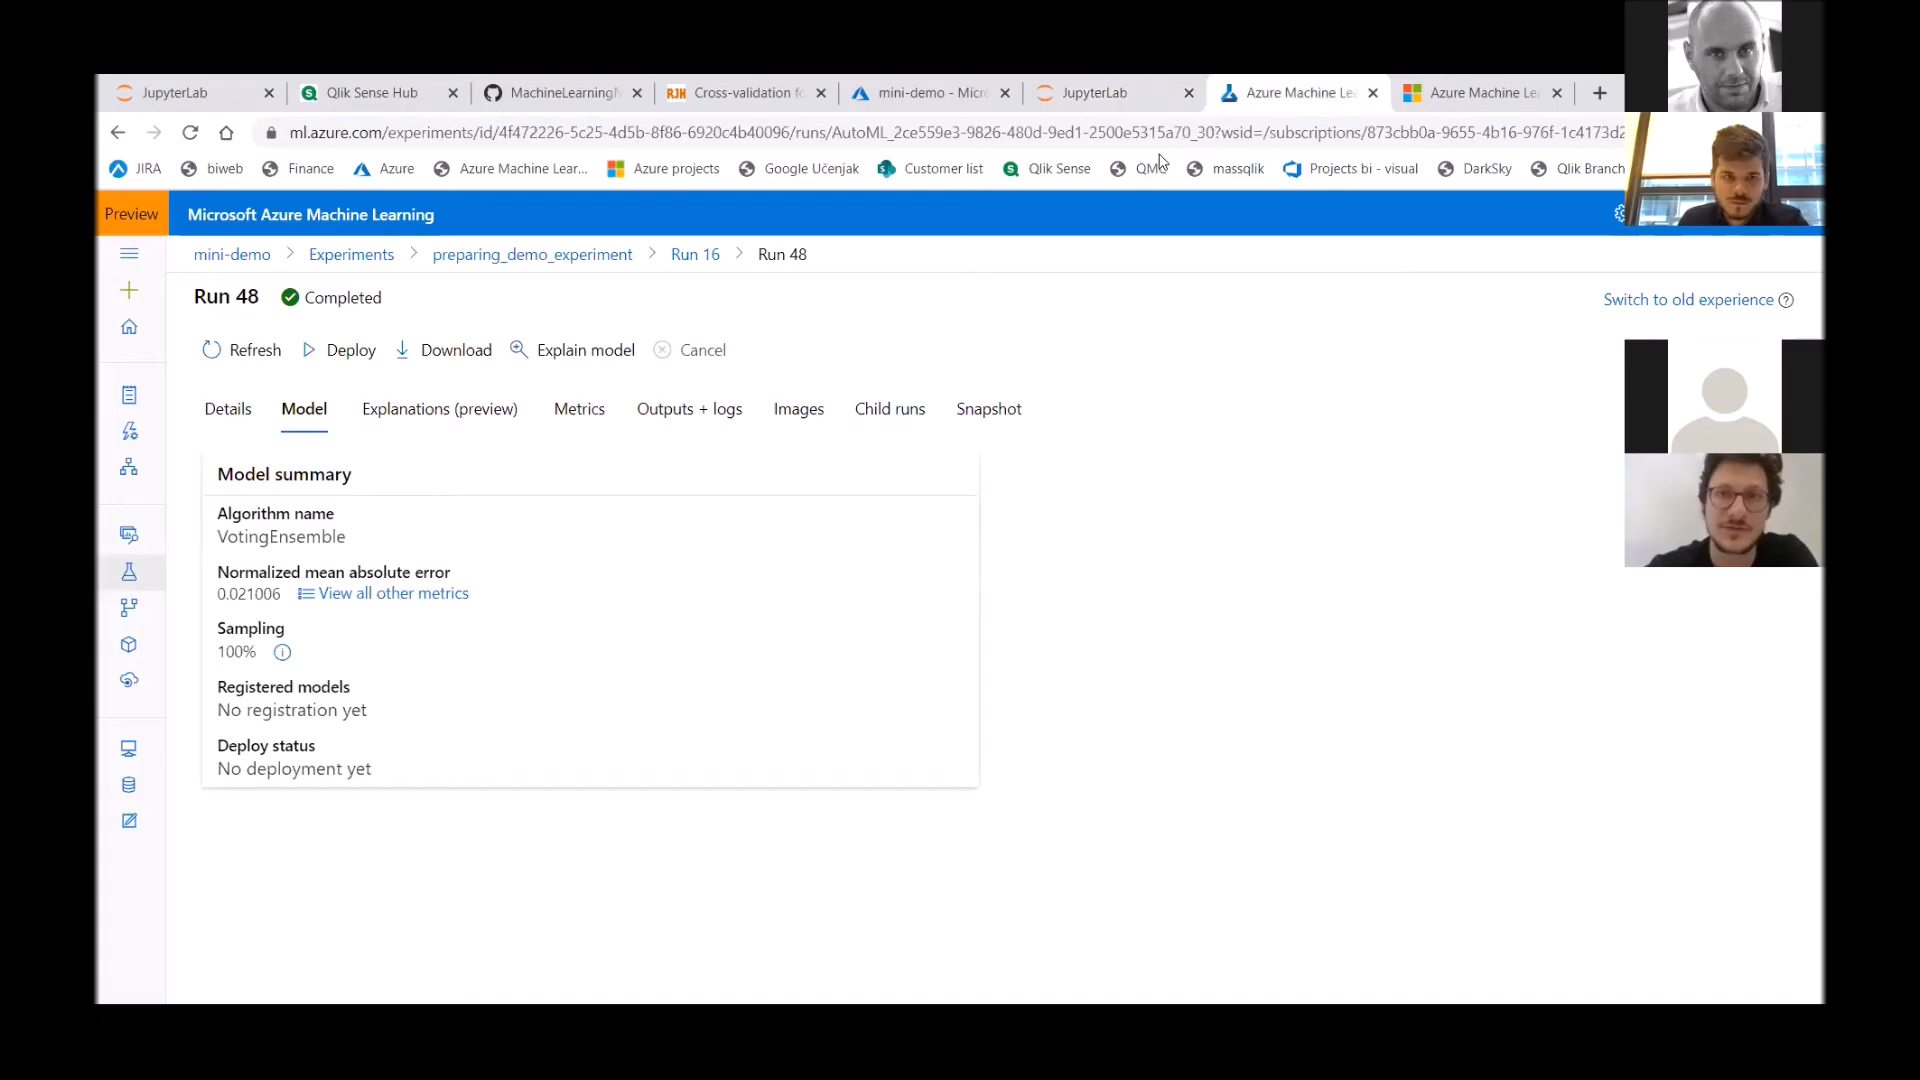 JupyterLab Qlik Sense Hub MachineLearningN RJH Cross-validation fo mini-demo - Micro JupyterLab Azure Machine Le Azure Machine Le
ml.azure.com/experiments/id/4f472226-5c25-4d5b-8f86-6920c4b40096/runs/AutoML_2ce559e3-9826-480d-9ed1-2500e5315a70_30?wsid=/subscriptions/873cbb0a-9655-4b16-976f-1c4173d2
JIRA biweb Finance Azure Azure Machine Lear... Azure projects Google Učenjak Customer list Qlik Sense QMC massqlik Projects bi - visual DarkSky Qlik Branch
Preview Microsoft Azure Machine Learning
mini-demo > Experiments > preparing_demo_experiment > Run 16 > Run 48
Run 48 Completed
Switch to old experience
Refresh Deploy Download Explain model Cancel
Details Model Explanations (preview) Metrics Outputs + logs Images Child runs Snapshot
Model summary
Algorithm name
VotingEnsemble
Normalized mean absolute error
0.021006 View all other metrics
Sampling
100%
Registered models
No registration yet
Deploy status
No deployment yet